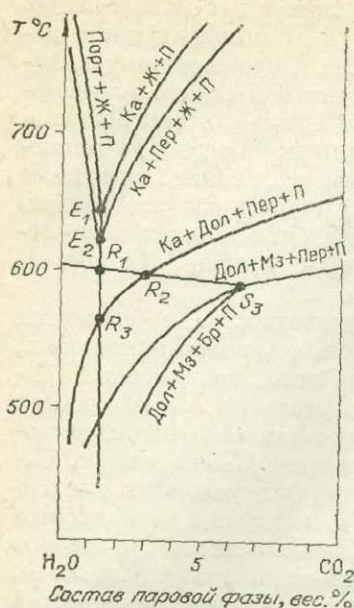 T°C
Порт+Ж+П
Ка+Ж+П
Ка+Пер+Ж+П
700
E₁
E₂
R₁
Ка+Дол+Пер+П
600
R₂
Дол+Мз+Пер+П
S₃
R₃
Дол+Мз+Бр+П
500
H₂O
5
CO₂
Состав паровой фазы, вес. %